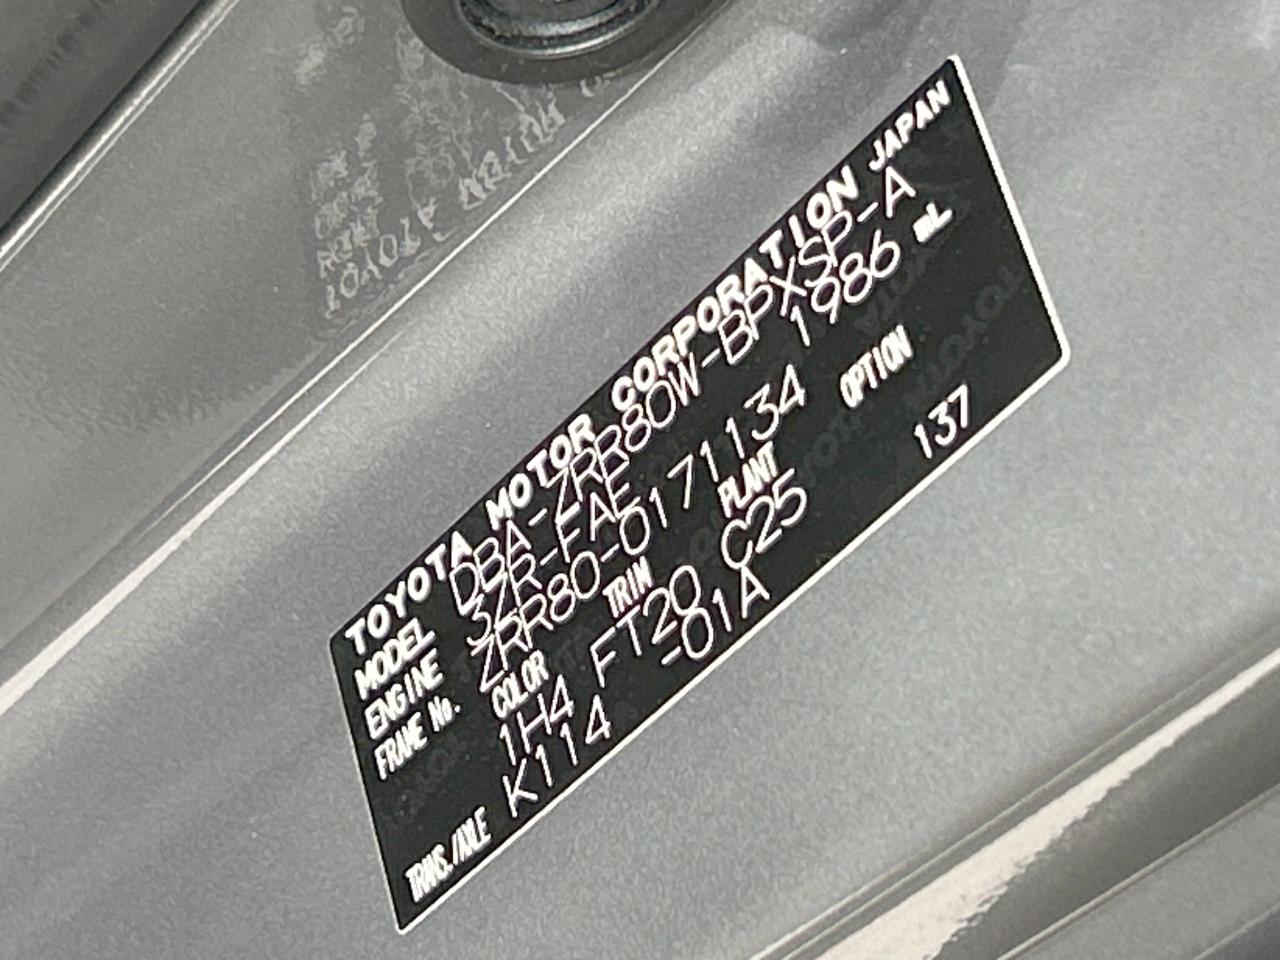 TOYOTA MOTOR CORPORATION JAPAN
MODEL DBA-ZRR80W-BPXSP-A
ENGINE 3ZR-FAE 1986 mL
FRAME No. ZRR80-0171134
COLOR TRIM PLANT OPTION
1H4 FT20 C25 137
TRANS./AXLE K114 -01A